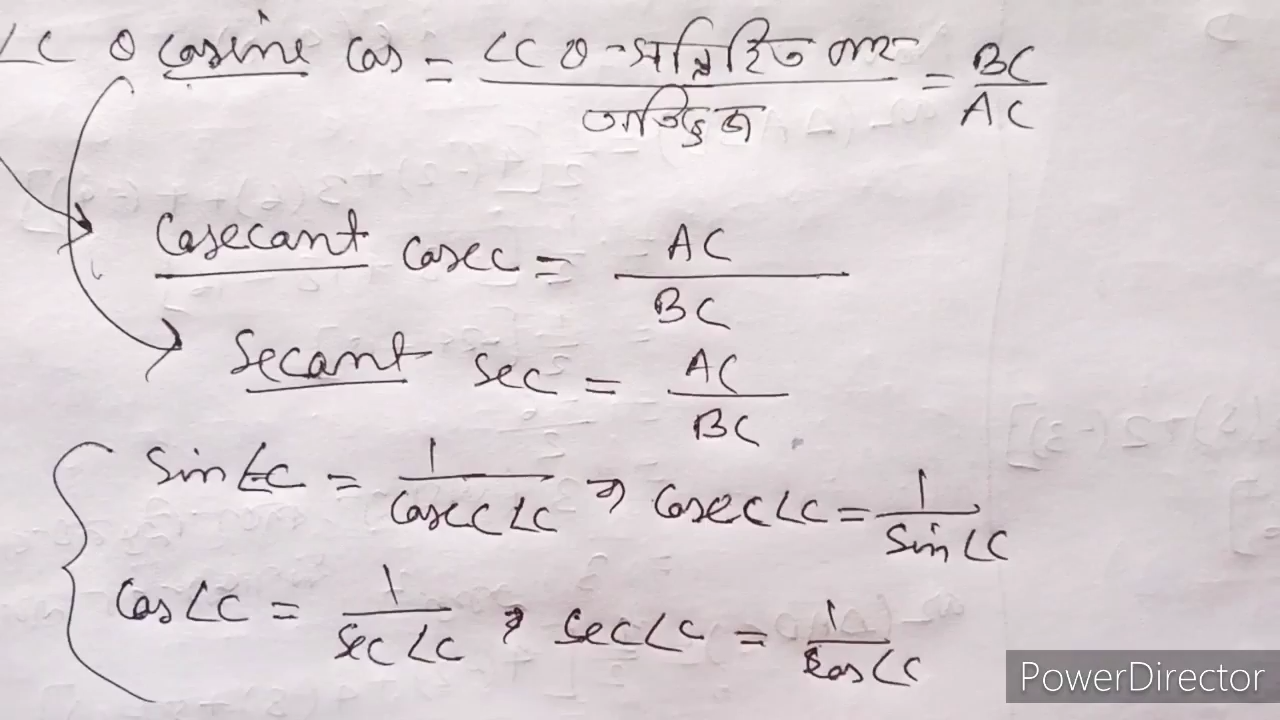 ∠C ਰ cosine cos = ∠C ਰ সন্নিহিত বাহু / অতিভুজ = BC / AC
Cosecant cosec = AC / BC
Secant sec = AC / BC
Sin∠C = 1 / Cosec∠C ⇒ Cosec∠C = 1 / Sin∠C
Cos∠C = 1 / Sec∠C , Sec∠C = 1 / Cos∠C
PowerDirector